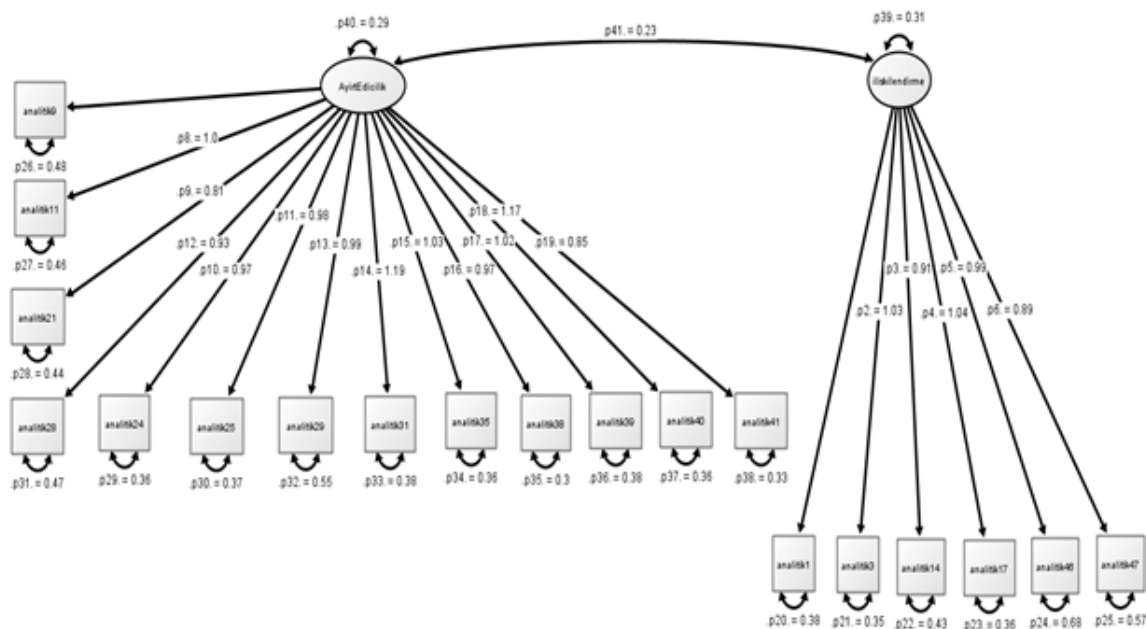 .p40. = 0.29
.p39. = 0.31
.p41. = 0.23
AyirtEdicilik
iliskilendirme
analitik9
.p26. = 0.48
.p8. = 1.0
analitik11
.p27. = 0.46
.p9. = 0.81
.p11. = 0.98
.p18. = 1.17
.p12. = 0.93
.p13. = 0.99
.p15. = 1.03
.p17. = 1.02
.p19. = 0.85
.p10. = 0.97
.p14. = 1.19
.p16. = 0.97
.p3. = 0.91
.p5. = 0.99
.p2. = 1.03
.p4. = 1.04
.p6. = 0.89
analitik21
.p28. = 0.44
analitik28
analitik24
analitik25
analitik29
analitik31
analitik35
analitik38
analitik39
analitik40
analitik41
.p31. = 0.47
.p29. = 0.36
.p30. = 0.37
.p32. = 0.55
.p33. = 0.38
.p34. = 0.36
.p35. = 0.3
.p36. = 0.38
.p37. = 0.36
.p38. = 0.33
analitik1
analitik3
analitik14
analitik17
analitik46
analitik47
.p20. = 0.38
.p21. = 0.35
.p22. = 0.43
.p23. = 0.36
.p24. = 0.68
.p25. = 0.57